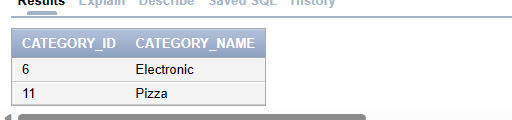 Results Explain Describe Saved SQL History
CATEGORY_ID CATEGORY_NAME
6 Electronic
11 Pizza